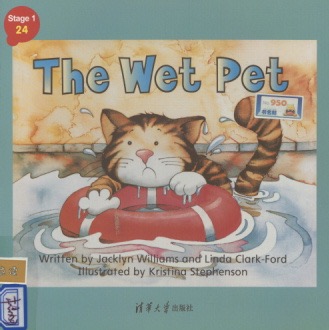 Stage 1
24
The Wet Pet
950
Written by Jacklyn Williams and Linda Clark-Ford
Illustrated by Kristina Stephenson
清华大学出版社